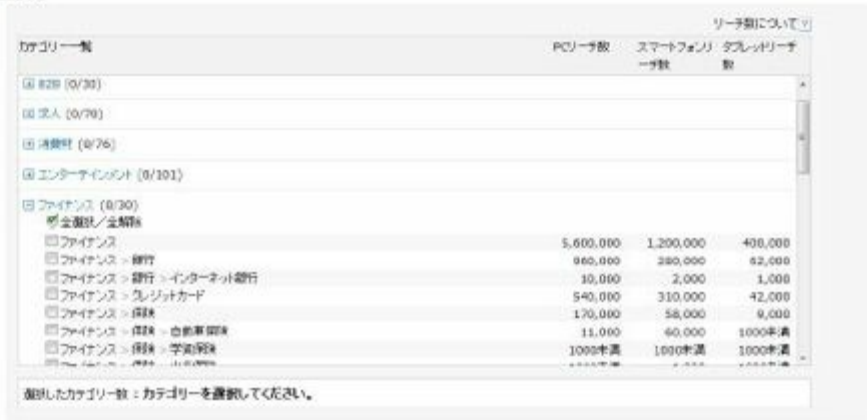 リーチ数について
カテゴリー一覧 PCリーチ数 スマートフォンリーチ数 タブレットリーチ数
B2B (0/30)
求人 (0/70)
消費財 (0/76)
エンターテインメント (0/101)
ファイナンス (0/30)
全選択／全解除
ファイナンス 5,600,000 1,200,000 400,000
ファイナンス > 銀行 960,000 280,000 62,000
ファイナンス > 銀行 > インターネット銀行 10,000 2,000 1,000
ファイナンス > クレジットカード 540,000 310,000 42,000
ファイナンス > 保険 170,000 58,000 9,000
ファイナンス > 保険 > 自動車保険 11,000 60,000 1000未満
ファイナンス > 保険 > 学資保険 1000未満 1000未満 1000未満
選択したカテゴリー数：カテゴリーを選択してください。